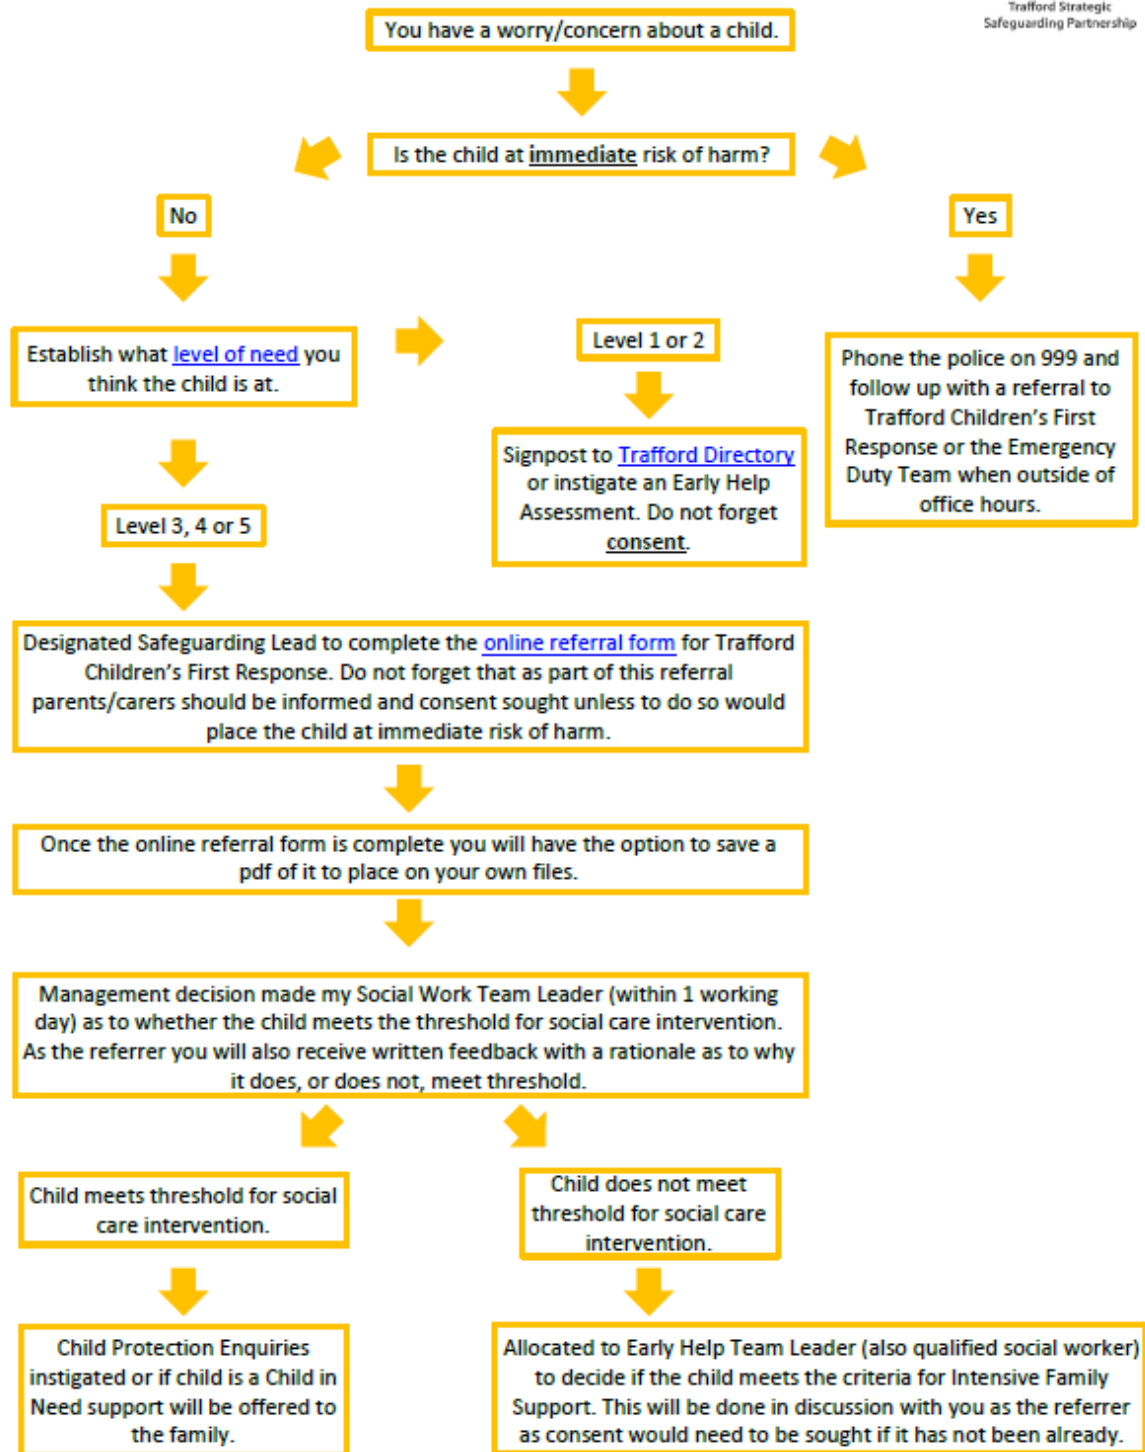 Trafford Strategic
Safeguarding Partnership
You have a worry/concern about a child.
Is the child at immediate risk of harm?
No
Yes
Establish what level of need you
think the child is at.
Level 1 or 2
Phone the police on 999 and
follow up with a referral to
Trafford Children's First
Response or the Emergency
Duty Team when outside of
office hours.
Signpost to Trafford Directory
or instigate an Early Help
Assessment. Do not forget
consent.
Level 3, 4 or 5
Designated Safeguarding Lead to complete the online referral form for Trafford
Children's First Response. Do not forget that as part of this referral
parents/carers should be informed and consent sought unless to do so would
place the child at immediate risk of harm.
Once the online referral form is complete you will have the option to save a
pdf of it to place on your own files.
Management decision made my Social Work Team Leader (within 1 working
day) as to whether the child meets the threshold for social care intervention.
As the referrer you will also receive written feedback with a rationale as to why
it does, or does not, meet threshold.
Child meets threshold for social
care intervention.
Child does not meet
threshold for social care
intervention.
Child Protection Enquiries
instigated or if child is a Child in
Need support will be offered to
the family.
Allocated to Early Help Team Leader (also qualified social worker)
to decide if the child meets the criteria for Intensive Family
Support. This will be done in discussion with you as the referrer
as consent would need to be sought if it has not been already.